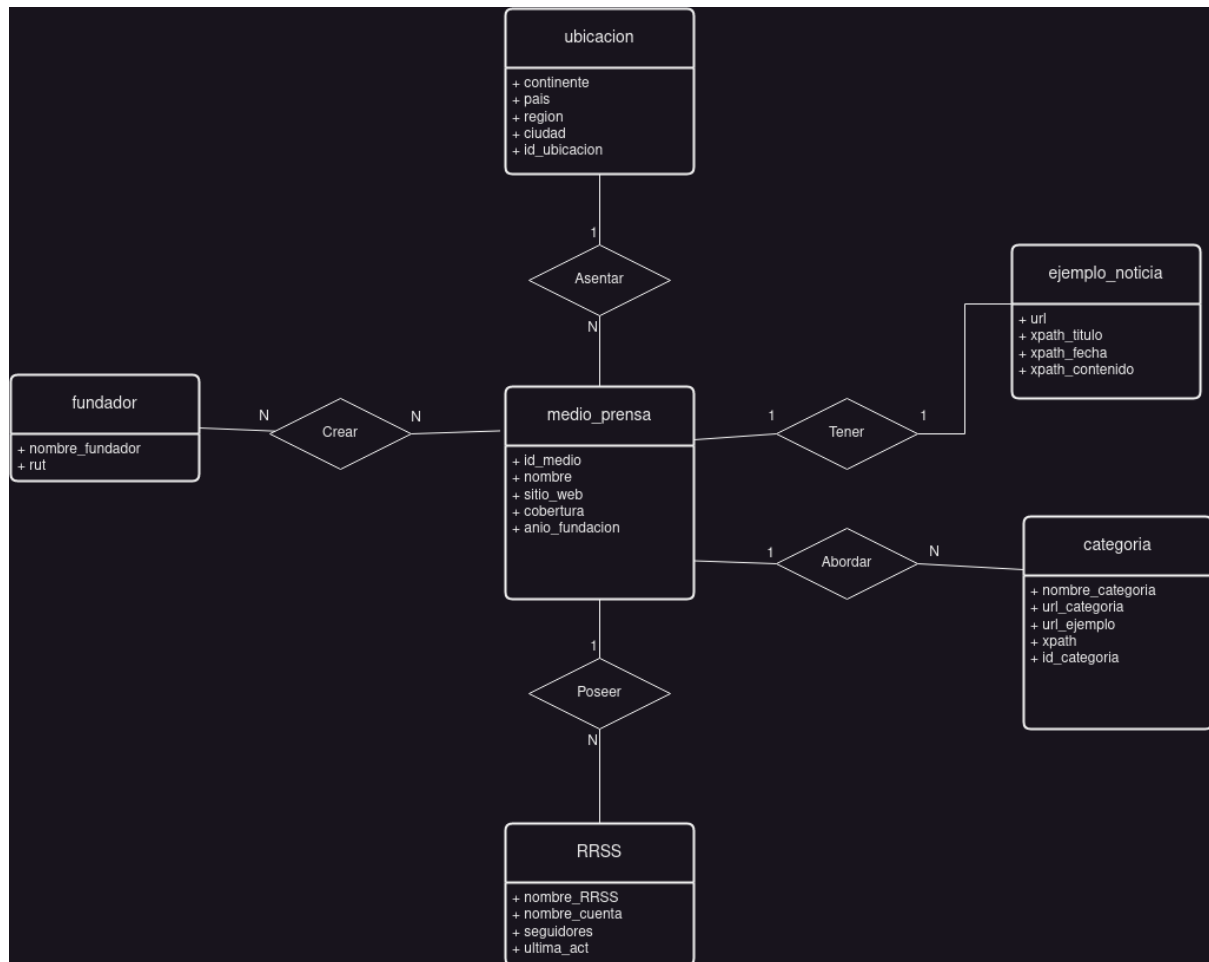 ubicacion
+ continente
+ pais
+ region
+ ciudad
+ id_ubicacion
1
Asentar
N
ejemplo_noticia
+ url
+ xpath_titulo
+ xpath_fecha
+ xpath_contenido
fundador
+ nombre_fundador
+ rut
N
Crear
N
medio_prensa
+ id_medio
+ nombre
+ sitio_web
+ cobertura
+ anio_fundacion
1
Tener
1
1
Abordar
N
categoria
+ nombre_categoria
+ url_categoria
+ url_ejemplo
+ xpath
+ id_categoria
1
Poseer
N
RRSS
+ nombre_RRSS
+ nombre_cuenta
+ seguidores
+ ultima_act